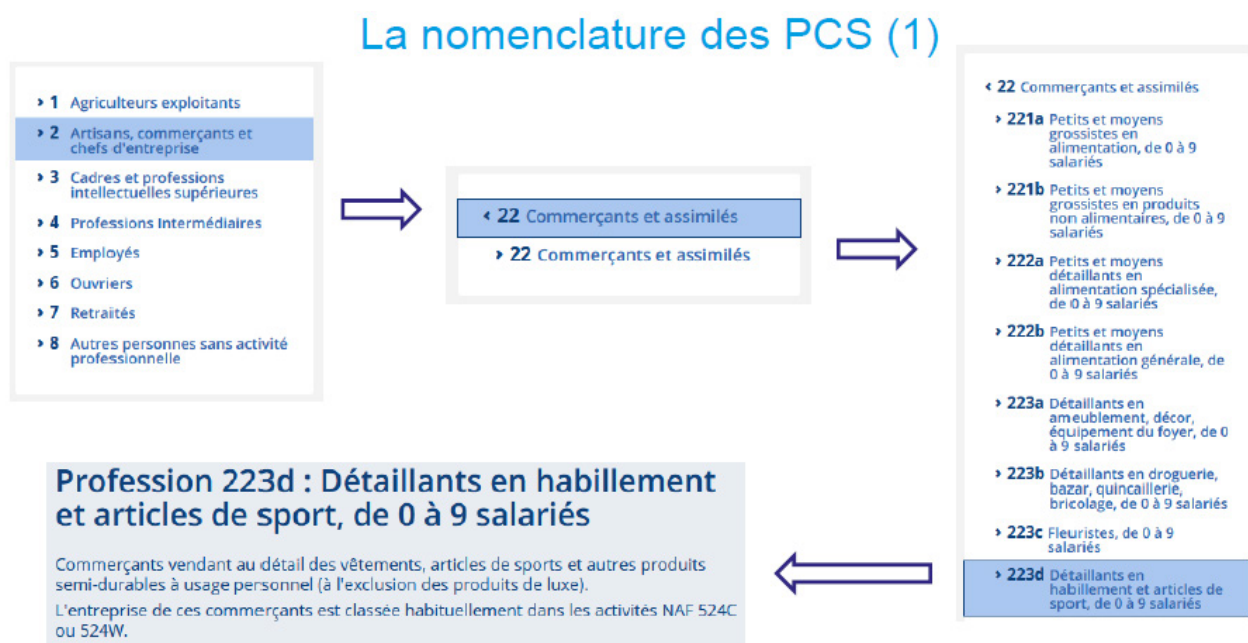 La nomenclature des PCS (1)
› 1 Agriculteurs exploitants
› 2 Artisans, commerçants et
chefs d'entreprise
› 3 Cadres et professions
intellectuelles supérieures
› 4 Professions Intermédiaires
› 5 Employés
› 6 Ouvriers
› 7 Retraités
› 8 Autres personnes sans activité
professionnelle
‹ 22 Commerçants et assimilés
› 22 Commerçants et assimilés
‹ 22 Commerçants et assimilés
› 221a Petits et moyens
grossistes en
alimentation, de 0 à 9
salariés
› 221b Petits et moyens
grossistes en produits
non alimentaires, de 0 à 9
salariés
› 222a Petits et moyens
détaillants en
alimentation spécialisée,
de 0 à 9 salariés
› 222b Petits et moyens
détaillants en
alimentation générale, de
0 à 9 salariés
› 223a Détaillants en
ameublement, décor,
équipement du foyer, de 0
à 9 salariés
› 223b Détaillants en droguerie,
bazar, quincaillerie,
bricolage, de 0 à 9 salariés
› 223c Fleuristes, de 0 à 9
salariés
› 223d Détaillants en
habillement et articles de
sport, de 0 à 9 salariés
Profession 223d : Détaillants en habillement
et articles de sport, de 0 à 9 salariés
Commerçants vendant au détail des vêtements, articles de sports et autres produits
semi-durables à usage personnel (à l'exclusion des produits de luxe).
L'entreprise de ces commerçants est classée habituellement dans les activités NAF 524C
ou 524W.